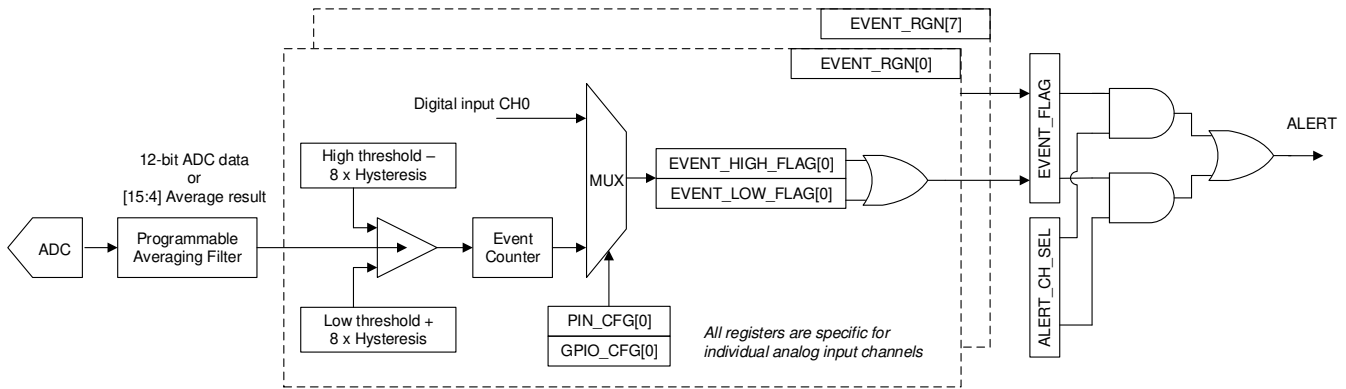 EVENT_RGN[7]
EVENT_RGN[0]
Digital input CH0
12-bit ADC data
or
[15:4] Average result
High threshold –
8 x Hysteresis
MUX
EVENT_HIGH_FLAG[0]
EVENT_LOW_FLAG[0]
EVENT_FLAG
ALERT
ADC
Programmable
Averaging Filter
Event
Counter
Low threshold +
8 x Hysteresis
PIN_CFG[0]
GPIO_CFG[0]
All registers are specific for
individual analog input channels
ALERT_CH_SEL